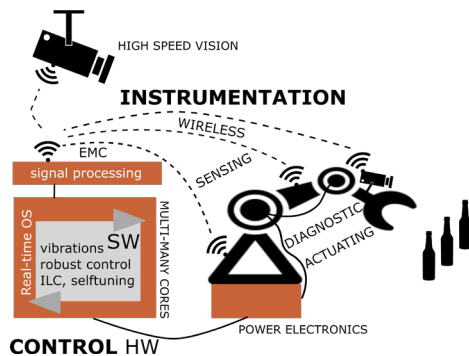 HIGH SPEED VISION
INSTRUMENTATION
WIRELESS
EMC
SENSING
signal processing
Real-time OS
SW
vibrations
robust control
ILC, selftuning
MULTI-MANY CORES
DIAGNOSTIC
ACTUATING
POWER ELECTRONICS
CONTROL HW